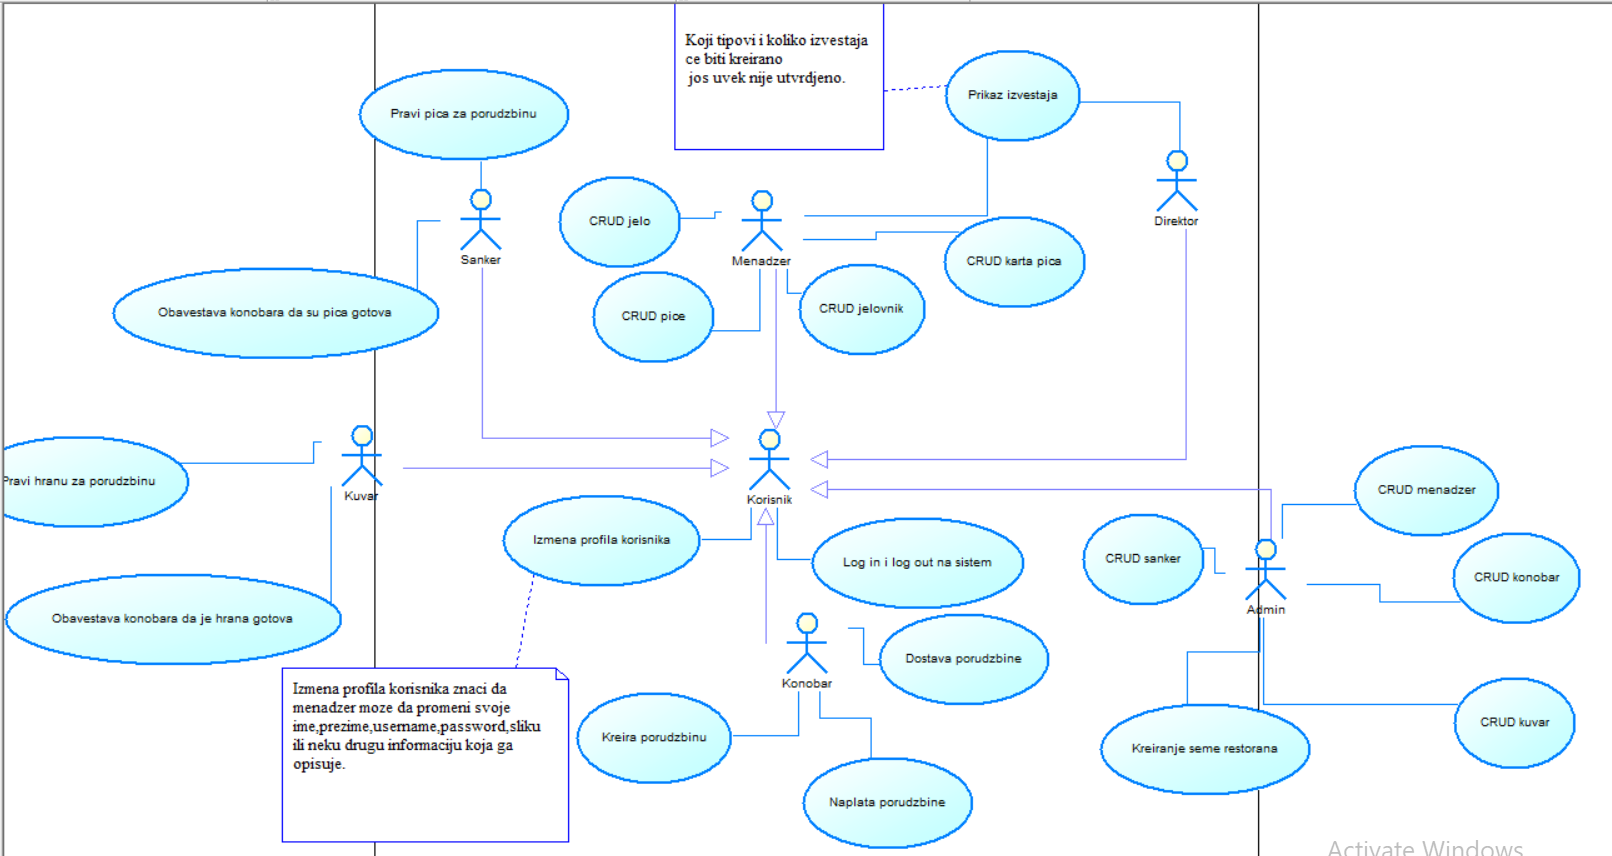 Koji tipovi i koliko izvestaja
ce biti kreirano
jos uvek nije utvrdjeno.
Prikaz izvestaja
Pravi pica za porudzbinu
Direktor
CRUD jelo
Sanker
Menadzer
CRUD karta pica
Obavestava konobara da su pica gotova
CRUD pice
CRUD jelovnik
Pravi hranu za porudzbinu
Kuvar
Korisnik
CRUD menadzer
Izmena profila korisnika
Log in i log out na sistem
CRUD sanker
CRUD konobar
Admin
Obavestava konobara da je hrana gotova
Dostava porudzbine
Konobar
Izmena profila korisnika znaci da
menadzer moze da promeni svoje
ime,prezime,username,password,sliku
ili neku drugu informaciju koja ga
opisuje.
Kreira porudzbinu
Kreiranje seme restorana
CRUD kuvar
Naplata porudzbine
Activate Windows